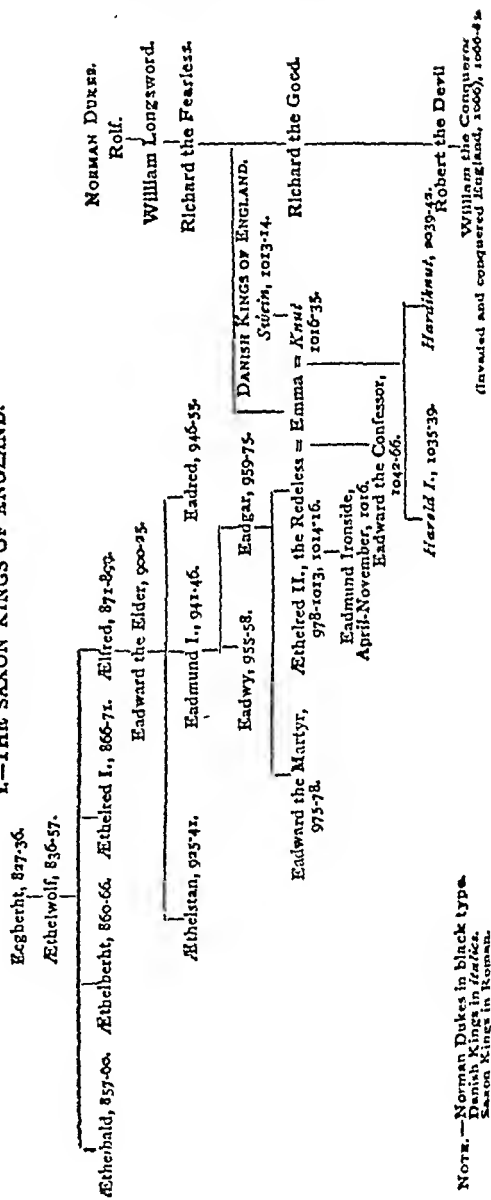 I.—THE SAXON KINGS OF ENGLAND.
Ecgberht, 827-36.
Æthelwolf, 836-57.
Æthelbald, 857-60. Æthelberht, 860-66. Æthelred I., 866-71. Ælfred, 871-899.
Eadward the Elder, 900-25.
Æthelstan, 925-41. Eadmund I., 941-46. Eadred, 946-55.
Eadwy, 955-58. Eadgar, 959-75.
Eadward the Martyr,
975-78.
Æthelred II., the Redeless = Emma = Knut
978-1013, 1014-16. 1016-35.
Eadmund Ironside,
April-November, 1016.
Eadward the Confessor,
1042-66.
Harold I., 1035-39. Hardiknut, 1039-42.
NORMAN DUKES.
Rolf.
William Longsword.
Richard the Fearless.
DANISH KINGS OF ENGLAND.
Swein, 1013-14.
Richard the Good.
Robert the Devil
William the Conqueror
(Invaded and conquered England, 1066), 1066-87.
NOTE.—Norman Dukes in black type.
Danish Kings in italics.
Saxon Kings in Roman.